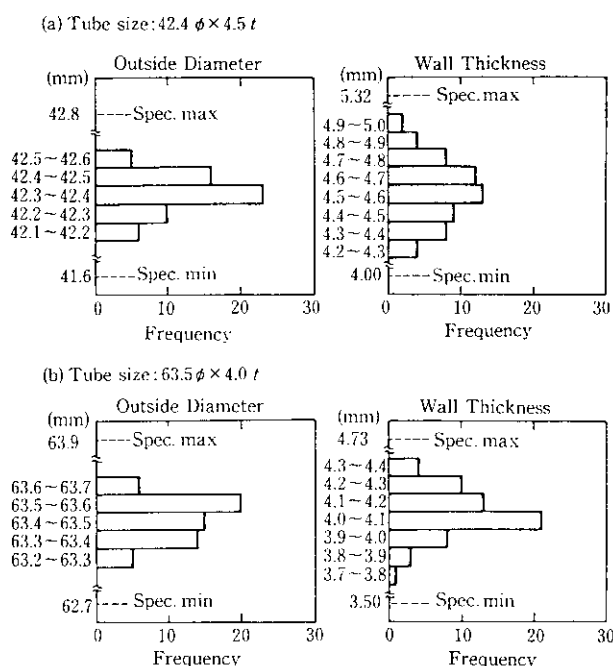 (a) Tube size: 42.4 φ × 4.5 t
Outside Diameter
(mm)
42.8 Spec. max
42.5~42.6
42.4~42.5
42.3~42.4
42.2~42.3
42.1~42.2
41.6 Spec. min
0 10 20 30
Frequency
Wall Thickness
(mm)
5.32 Spec. max
4.9~5.0
4.8~4.9
4.7~4.8
4.6~4.7
4.5~4.6
4.4~4.5
4.3~4.4
4.2~4.3
4.00 Spec. min
0 10 20 30
Frequency
(b) Tube size: 63.5 φ × 4.0 t
Outside Diameter
(mm)
63.9 Spec. max
63.6~63.7
63.5~63.6
63.4~63.5
63.3~63.4
63.2~63.3
62.7 Spec. min
0 10 20 30
Frequency
Wall Thickness
(mm)
4.73 Spec. max
4.3~4.4
4.2~4.3
4.1~4.2
4.0~4.1
3.9~4.0
3.8~3.9
3.7~3.8
3.50 Spec. min
0 10 20 30
Frequency